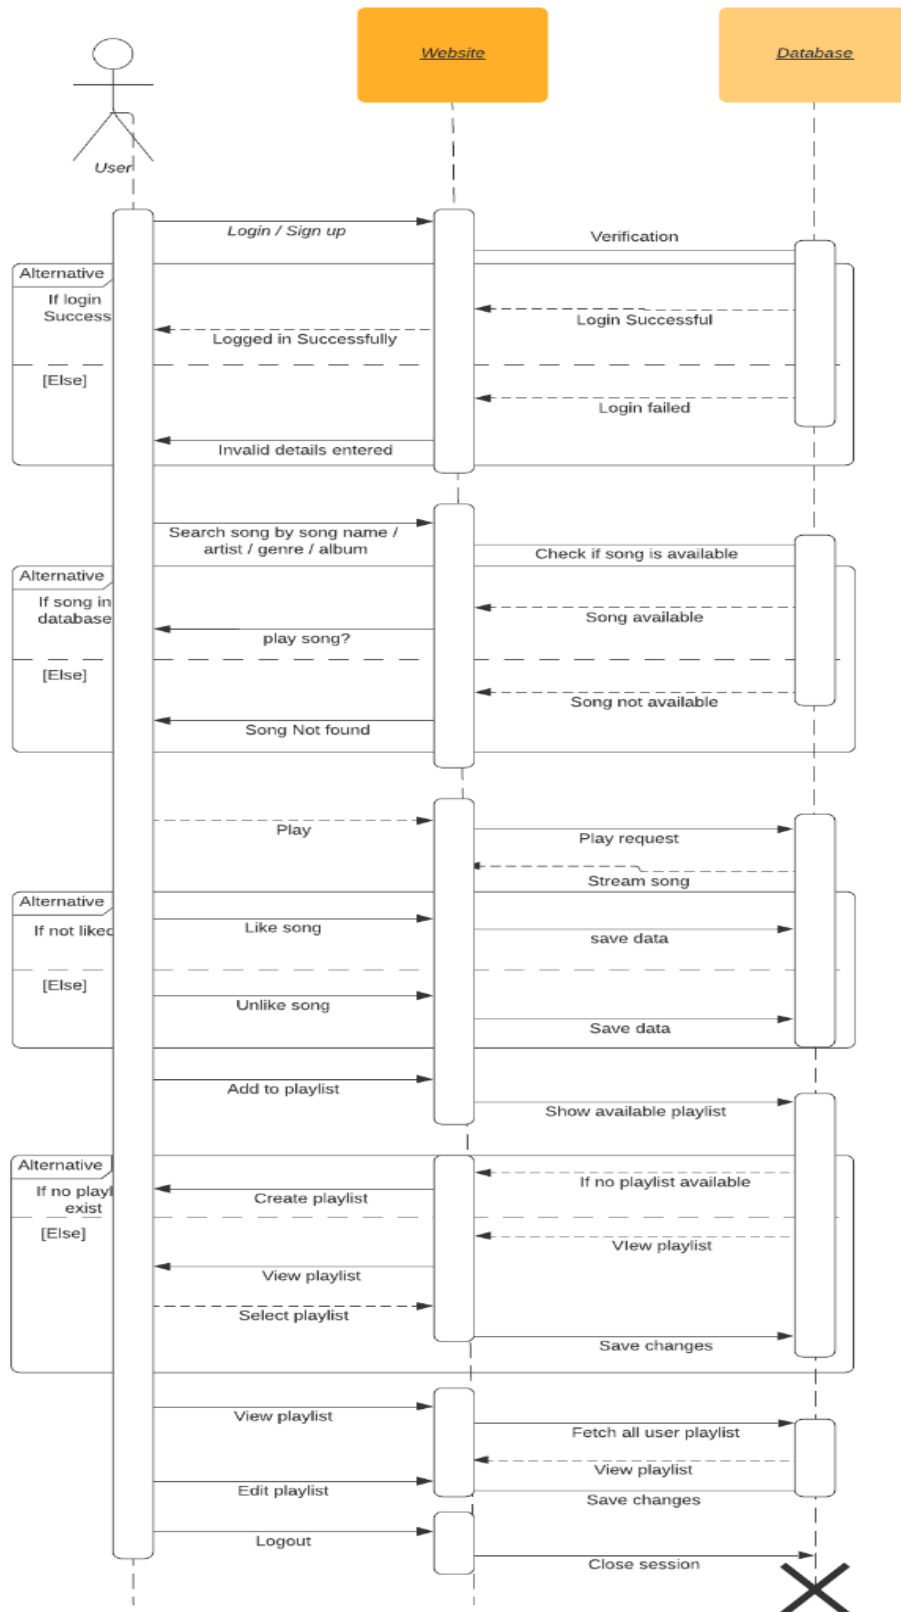 Website
Database
User
Login / Sign up
Verification
Alternative
If login
Success
Login Successful
Logged in Successfully
[Else]
Login failed
Invalid details entered
Search song by song name /
artist / genre / album
Check if song is available
Alternative
If song in
database
Song available
play song?
[Else]
Song not available
Song Not found
Play
Play request
Stream song
Alternative
Like song
If not liked
save data
[Else]
Unlike song
Save data
Add to playlist
Show available playlist
Alternative
If no playl
exist
If no playlist available
Create playlist
[Else]
VIew playlist
View playlist
Select playlist
Save changes
View playlist
Fetch all user playlist
View playlist
Edit playlist
Save changes
Logout
Close session